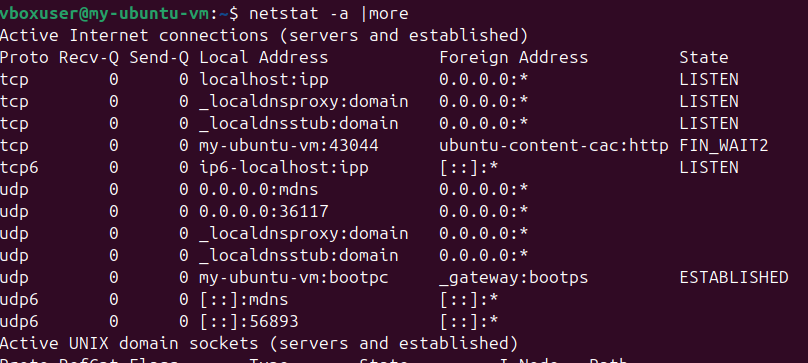 vboxuser@my-ubuntu-vm:~$ netstat -a |more
Active Internet connections (servers and established)
Proto Recv-Q Send-Q Local Address           Foreign Address         State
tcp        0      0 localhost:ipp           0.0.0.0:*               LISTEN
tcp        0      0 _localdnsproxy:domain   0.0.0.0:*               LISTEN
tcp        0      0 _localdnsstub:domain    0.0.0.0:*               LISTEN
tcp        0      0 my-ubuntu-vm:43044      ubuntu-content-cac:http FIN_WAIT2
tcp6       0      0 ip6-localhost:ipp       [::]:*                  LISTEN
udp        0      0 0.0.0.0:mdns            0.0.0.0:*
udp        0      0 0.0.0.0:36117           0.0.0.0:*
udp        0      0 _localdnsproxy:domain   0.0.0.0:*
udp        0      0 _localdnsstub:domain    0.0.0.0:*
udp        0      0 my-ubuntu-vm:bootpc     _gateway:bootps         ESTABLISHED
udp6       0      0 [::]:mdns               [::]:*
udp6       0      0 [::]:56893              [::]:*
Active UNIX domain sockets (servers and established)
Proto RefCnt Flags       Type       State         I-Node   Path